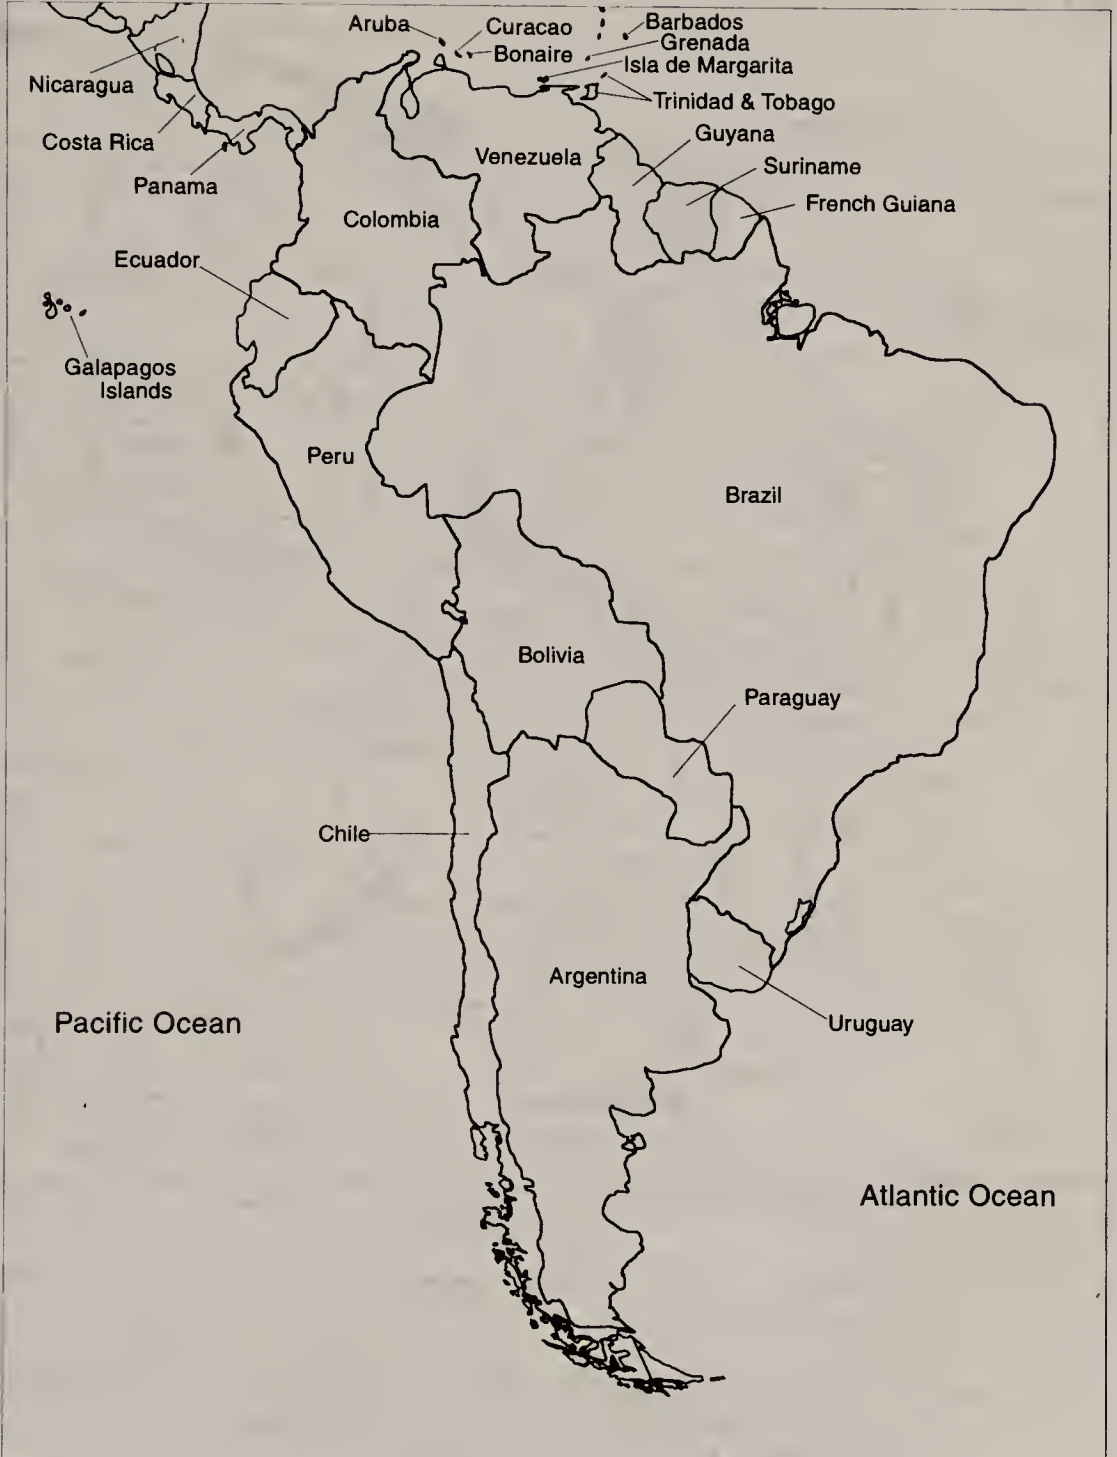 Aruba
Curacao
Bonaire
Barbados
Grenada
Isla de Margarita
Trinidad & Tobago
Nicaragua
Costa Rica
Panama
Guyana
Suriname
French Guiana
Venezuela
Colombia
Ecuador
Galapagos
Islands
Peru
Brazil
Bolivia
Paraguay
Chile
Argentina
Uruguay
Pacific Ocean
Atlantic Ocean